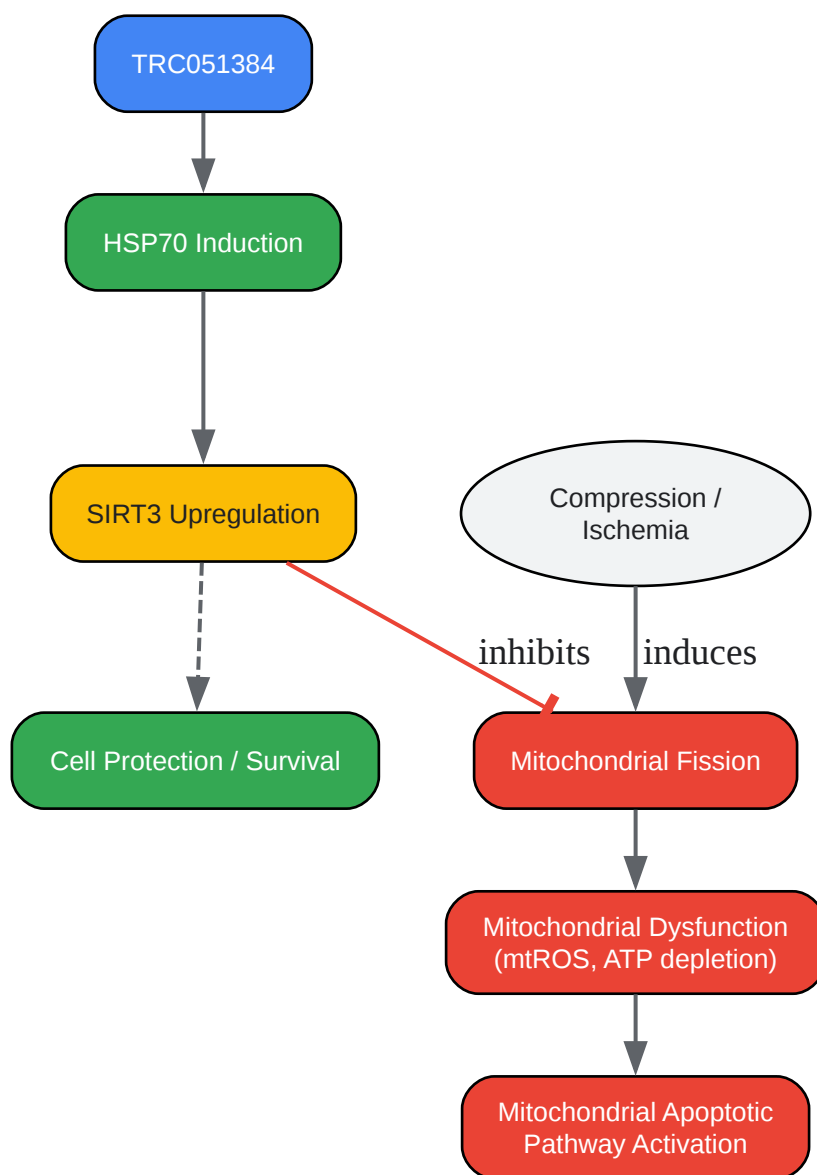 TRC051384
HSP70 Induction
SIRT3 Upregulation
Compression /
Ischemia
inhibits
induces
Cell Protection / Survival
Mitochondrial Fission
Mitochondrial Dysfunction
(mtROS, ATP depletion)
Mitochondrial Apoptotic
Pathway Activation